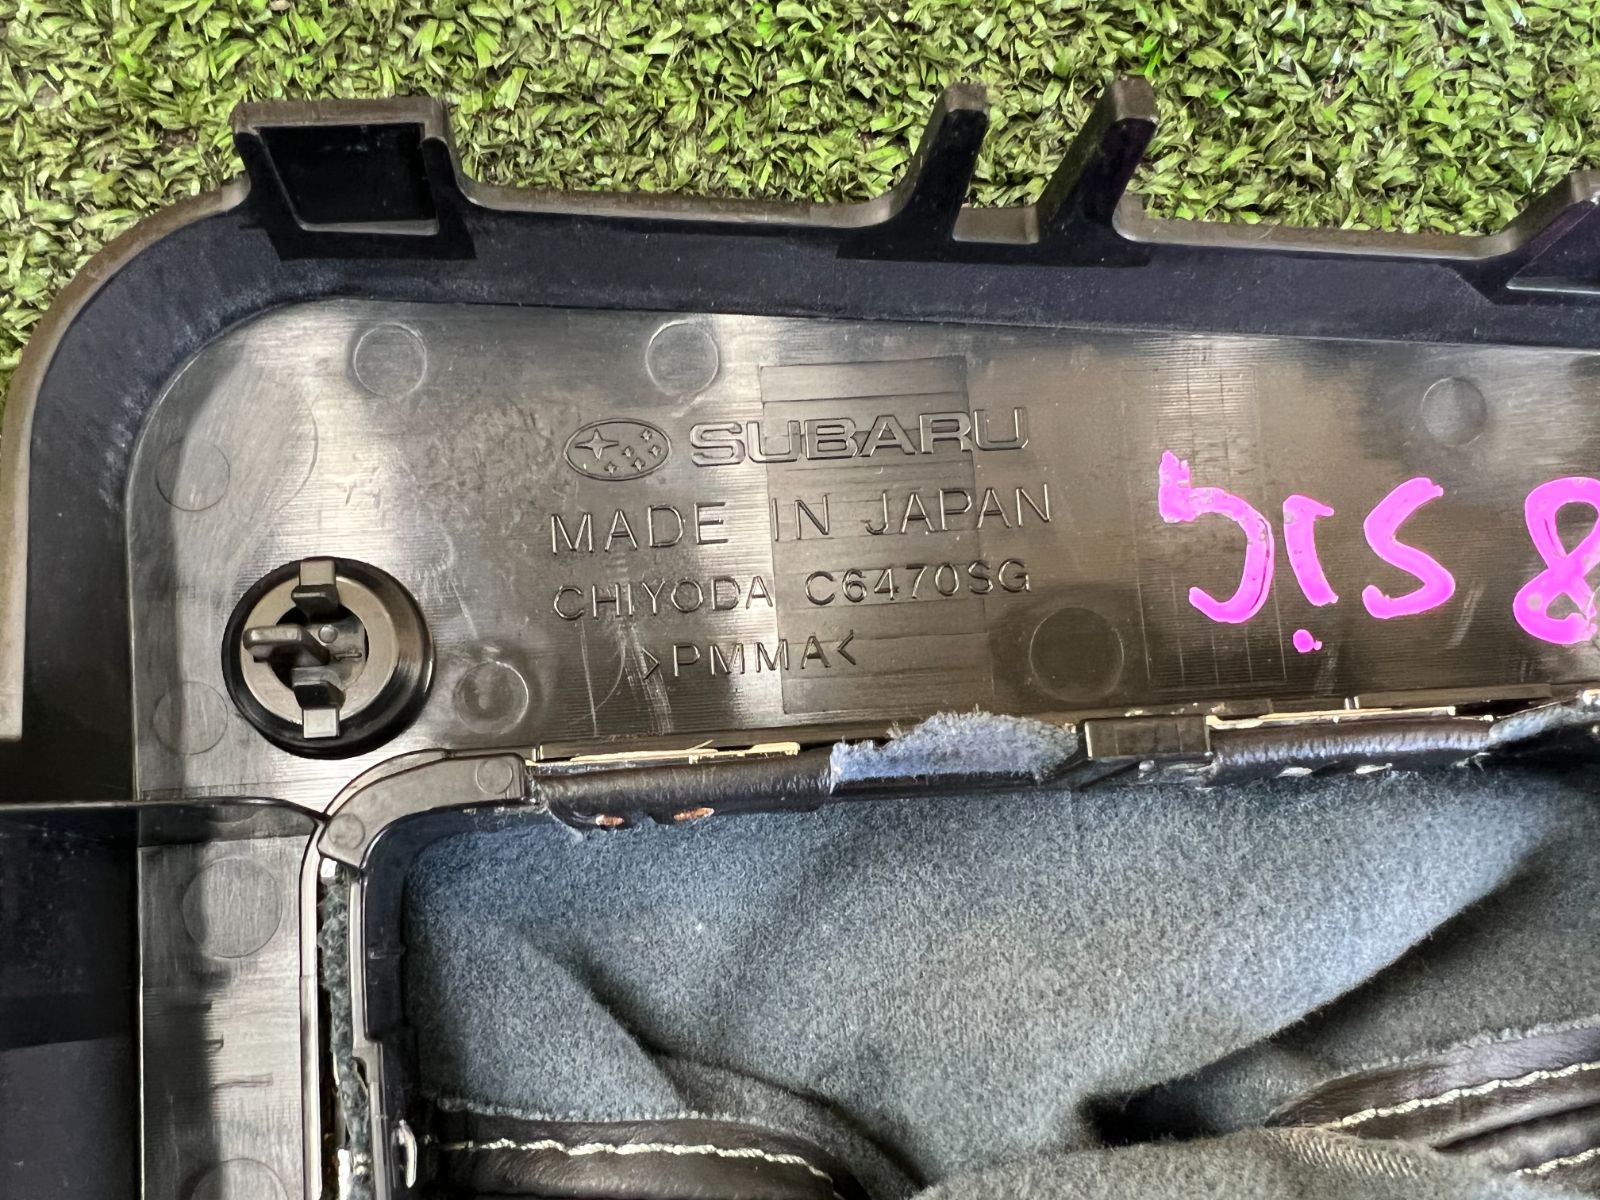 SUBARU
MADE IN JAPAN
CHIYODA C6470SG
>PMMA<